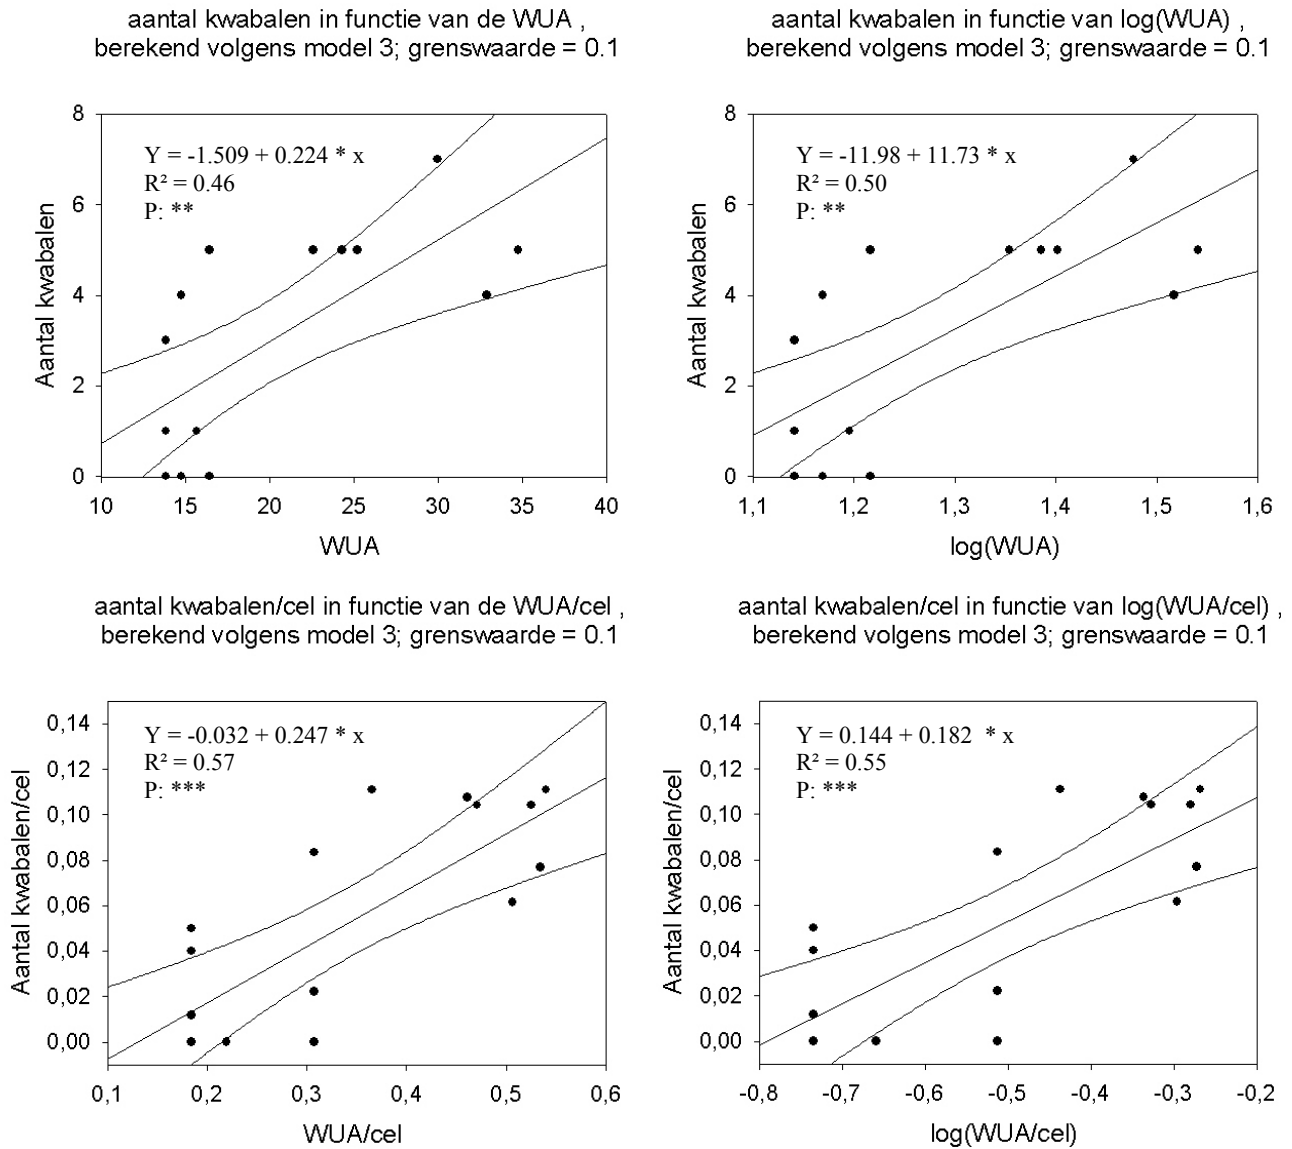 aantal kwabalen in functie van de WUA ,
berekend volgens model 3; grenswaarde = 0.1
Y = -1.509 + 0.224 * x
R² = 0.46
P: **
Aantal kwabalen
8
6
4
2
0
10 15 20 25 30 35 40
WUA
aantal kwabalen in functie van log(WUA) ,
berekend volgens model 3; grenswaarde = 0.1
Y = -11.98 + 11.73 * x
R² = 0.50
P: **
Aantal kwabalen
8
6
4
2
0
1,1 1,2 1,3 1,4 1,5 1,6
log(WUA)
aantal kwabalen/cel in functie van de WUA/cel ,
berekend volgens model 3; grenswaarde = 0.1
Y = -0.032 + 0.247 * x
R² = 0.57
P: ***
Aantal kwabalen/cel
0,14
0,12
0,10
0,08
0,06
0,04
0,02
0,00
0,1 0,2 0,3 0,4 0,5 0,6
WUA/cel
aantal kwabalen/cel in functie van log(WUA/cel) ,
berekend volgens model 3; grenswaarde = 0.1
Y = 0.144 + 0.182 * x
R² = 0.55
P: ***
Aantal kwabalen/cel
0,14
0,12
0,10
0,08
0,06
0,04
0,02
0,00
-0,8 -0,7 -0,6 -0,5 -0,4 -0,3 -0,2
log(WUA/cel)